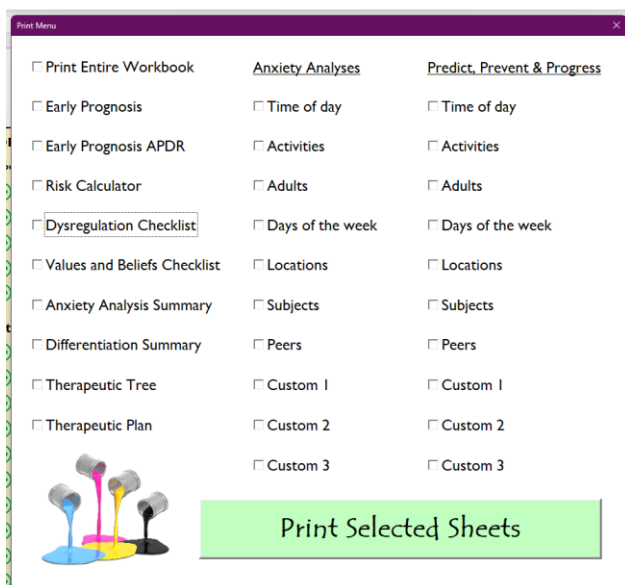 Print Menu
Print Entire Workbook
Early Prognosis
Early Prognosis APDR
Risk Calculator
Dysregulation Checklist
Values and Beliefs Checklist
Anxiety Analysis Summary
Differentiation Summary
Therapeutic Tree
Therapeutic Plan
Anxiety Analyses
Time of day
Activities
Adults
Days of the week
Locations
Subjects
Peers
Custom 1
Custom 2
Custom 3
Predict, Prevent & Progress
Time of day
Activities
Adults
Days of the week
Locations
Subjects
Peers
Custom 1
Custom 2
Custom 3
Print Selected Sheets